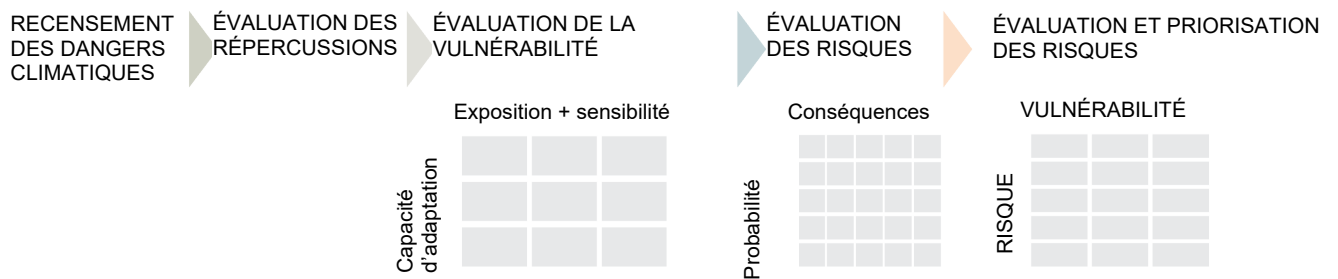 RECENSEMENT
DES DANGERS
CLIMATIQUES
ÉVALUATION DES
RÉPERCUSSIONS
ÉVALUATION DE LA
VULNÉRABILITÉ
ÉVALUATION
DES RISQUES
ÉVALUATION ET PRIORISATION
DES RISQUES
Exposition + sensibilité
Capacité
d’adaptation
Conséquences
Probabilité
VULNÉRABILITÉ
RISQUE